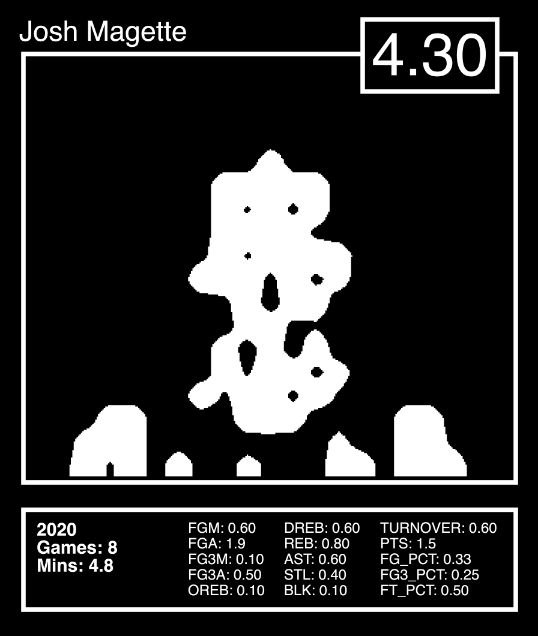 Josh Magette
4.30
2020
Games: 8
Mins: 4.8
FGM: 0.60
FGA: 1.9
FG3M: 0.10
FG3A: 0.50
OREB: 0.10
DREB: 0.60
REB: 0.80
AST: 0.60
STL: 0.40
BLK: 0.10
TURNOVER: 0.60
PTS: 1.5
FG_PCT: 0.33
FG3_PCT: 0.25
FT_PCT: 0.50